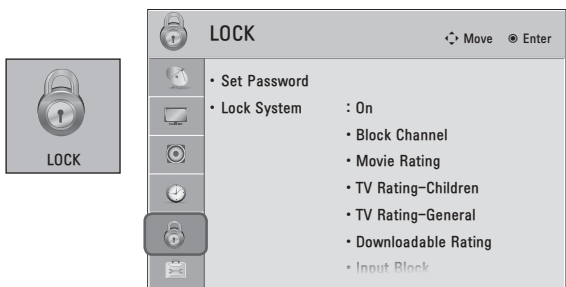 LOCK
LOCK Move Enter
• Set Password
• Lock System : On
• Block Channel
• Movie Rating
• TV Rating-Children
• TV Rating-General
• Downloadable Rating
• Input Block